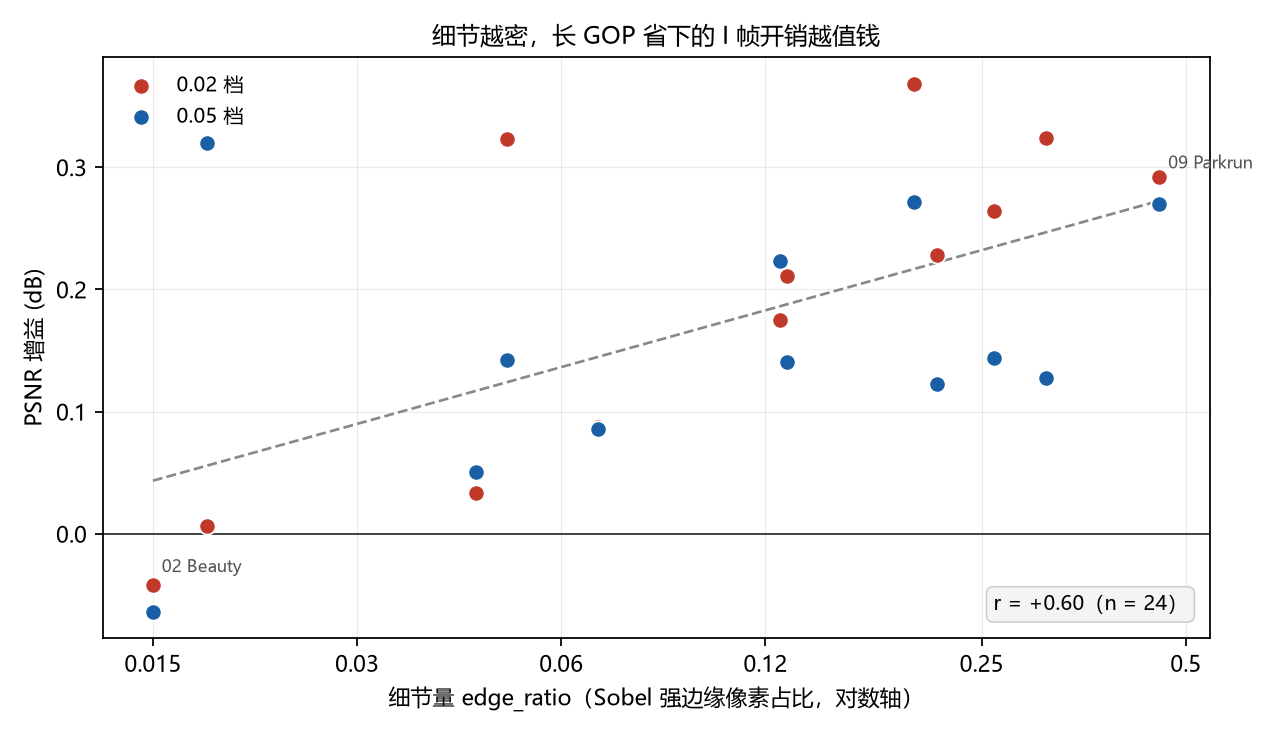 细节越密，长 GOP 省下的 I 帧开销越值钱
0.02 档
0.05 档
09 Parkrun
02 Beauty
r = +0.60（n = 24）
PSNR 增益 (dB)
0.3
0.2
0.1
0.0
0.015
0.03
0.06
0.12
0.25
0.5
细节量 edge_ratio（Sobel 强边缘像素占比，对数轴）